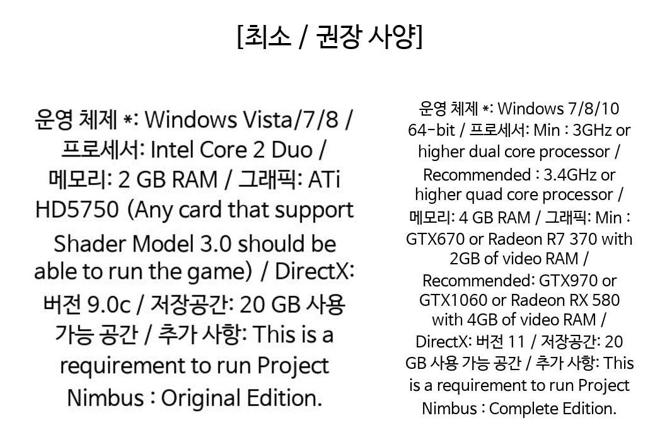 [최소 / 권장 사양]
운영 체제 *: Windows Vista/7/8 /
프로세서: Intel Core 2 Duo /
메모리: 2 GB RAM / 그래픽: ATi
HD5750 (Any card that support
Shader Model 3.0 should be
able to run the game) / DirectX:
버전 9.0c / 저장공간: 20 GB 사용
가능 공간 / 추가 사항: This is a
requirement to run Project
Nimbus : Original Edition.
운영 체제 *: Windows 7/8/10
64-bit / 프로세서: Min : 3GHz or
higher dual core processor /
Recommended : 3.4GHz or
higher quad core processor /
메모리: 4 GB RAM / 그래픽: Min :
GTX670 or Radeon R7 370 with
2GB of video RAM /
Recommended: GTX970 or
GTX1060 or Radeon RX 580
with 4GB of video RAM /
DirectX: 버전 11 / 저장공간: 20
GB 사용 가능 공간 / 추가 사항: This
is a requirement to run Project
Nimbus : Complete Edition.